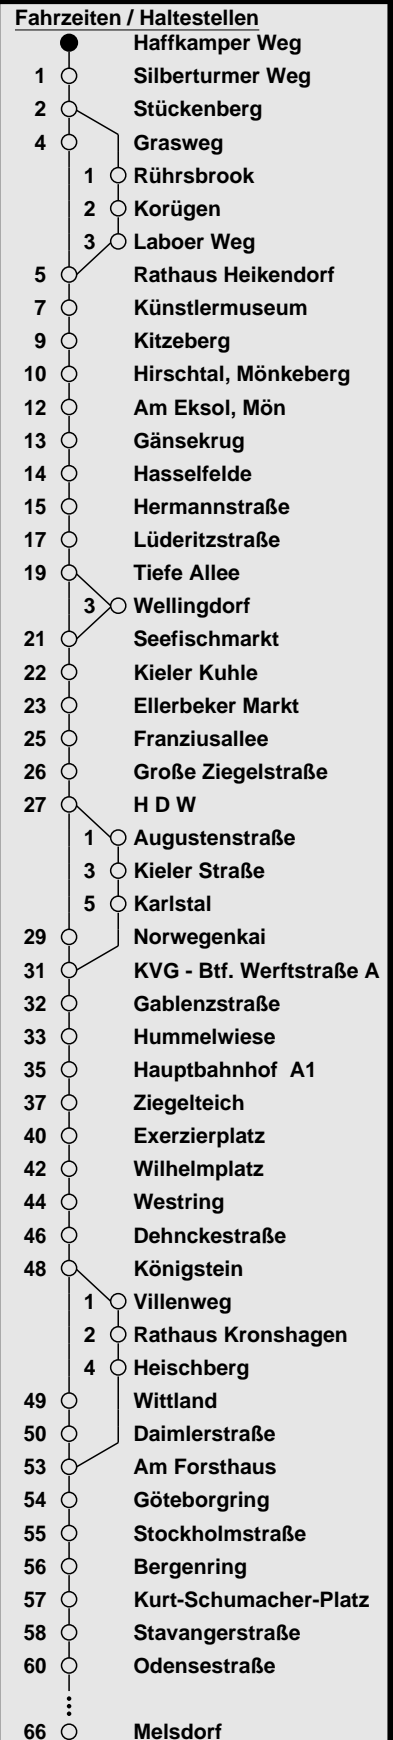 Fahrzeiten / Haltestellen
Haffkamper Weg
1 Silberturmer Weg
2 Stückenberg
4 Grasweg
1 Rührsbrook
2 Korügen
3 Laboer Weg
5 Rathaus Heikendorf
7 Künstlermuseum
9 Kitzeberg
10 Hirschtal, Mönkeberg
12 Am Eksol, Mön
13 Gänsekrug
14 Hasselfelde
15 Hermannstraße
17 Lüderitzstraße
19 Tiefe Allee
3 Wellingdorf
21 Seefischmarkt
22 Kieler Kuhle
23 Ellerbeker Markt
25 Franziusallee
26 Große Ziegelstraße
27 H D W
1 Augustenstraße
3 Kieler Straße
5 Karlstal
29 Norwegenkai
31 KVG - Btf. Werftstraße A
32 Gablenzstraße
33 Hummelwiese
35 Hauptbahnhof A1
37 Ziegelteich
40 Exerzierplatz
42 Wilhelmplatz
44 Westring
46 Dehnckestraße
48 Königstein
1 Villenweg
2 Rathaus Kronshagen
4 Heischberg
49 Wittland
50 Daimlerstraße
53 Am Forsthaus
54 Göteborgring
55 Stockholmstraße
56 Bergenring
57 Kurt-Schumacher-Platz
58 Stavangerstraße
60 Odensestraße
66 Melsdorf